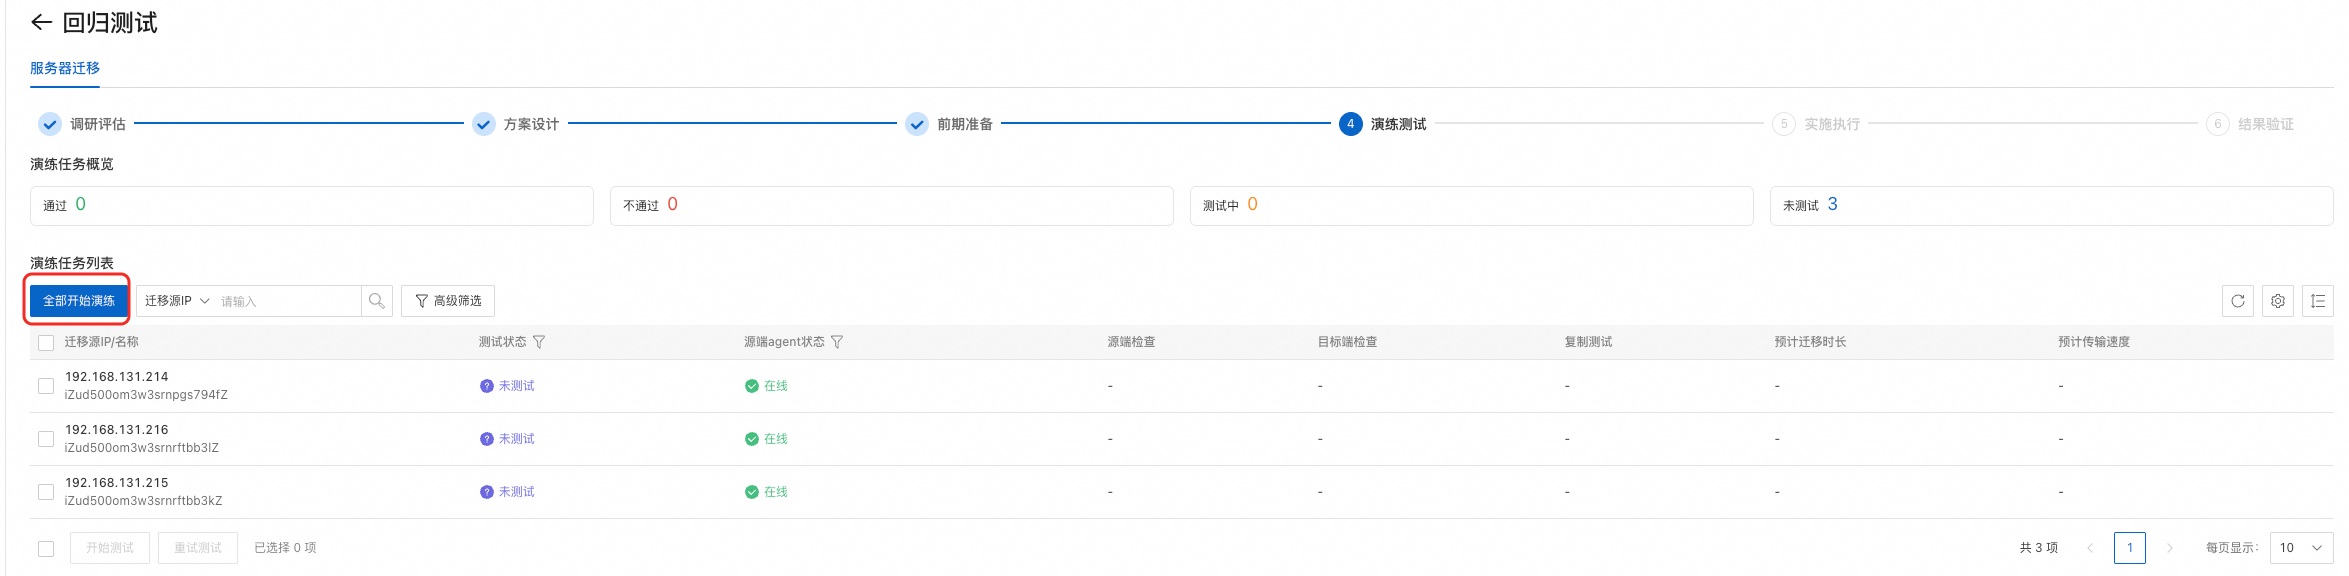 回归测试
服务器迁移
调研评估
方案设计
前期准备
4 演练测试
5 实施执行
6 结果验证
演练任务概览
通过 0
不通过 0
测试中 0
未测试 3
演练任务列表
全部开始演练 迁移源IP 请输入 高级筛选
迁移源IP/名称 测试状态 源端agent状态 源端检查 目标端检查 复制测试 预计迁移时长 预计传输速度
192.168.131.214
iZud500om3w3srnpgs794fZ
? 未测试 在线 - - - - -
192.168.131.216
iZud500om3w3srnrftbb3lZ
? 未测试 在线 - - - - -
192.168.131.215
iZud500om3w3srnrftbb3kZ
? 未测试 在线 - - - - -
开始测试 重试测试 已选择 0 项 共 3 项 1 每页显示: 10